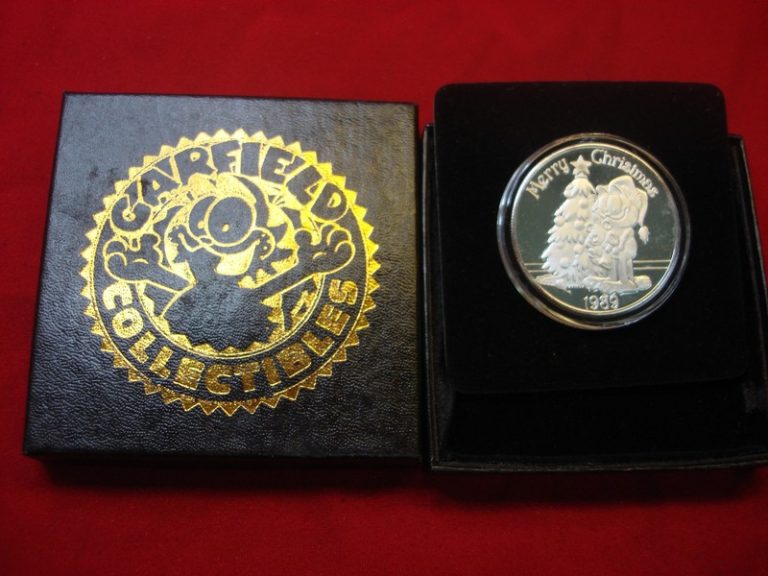 GARFIELD
COLLECTIBLES
Merry Christmas
1989